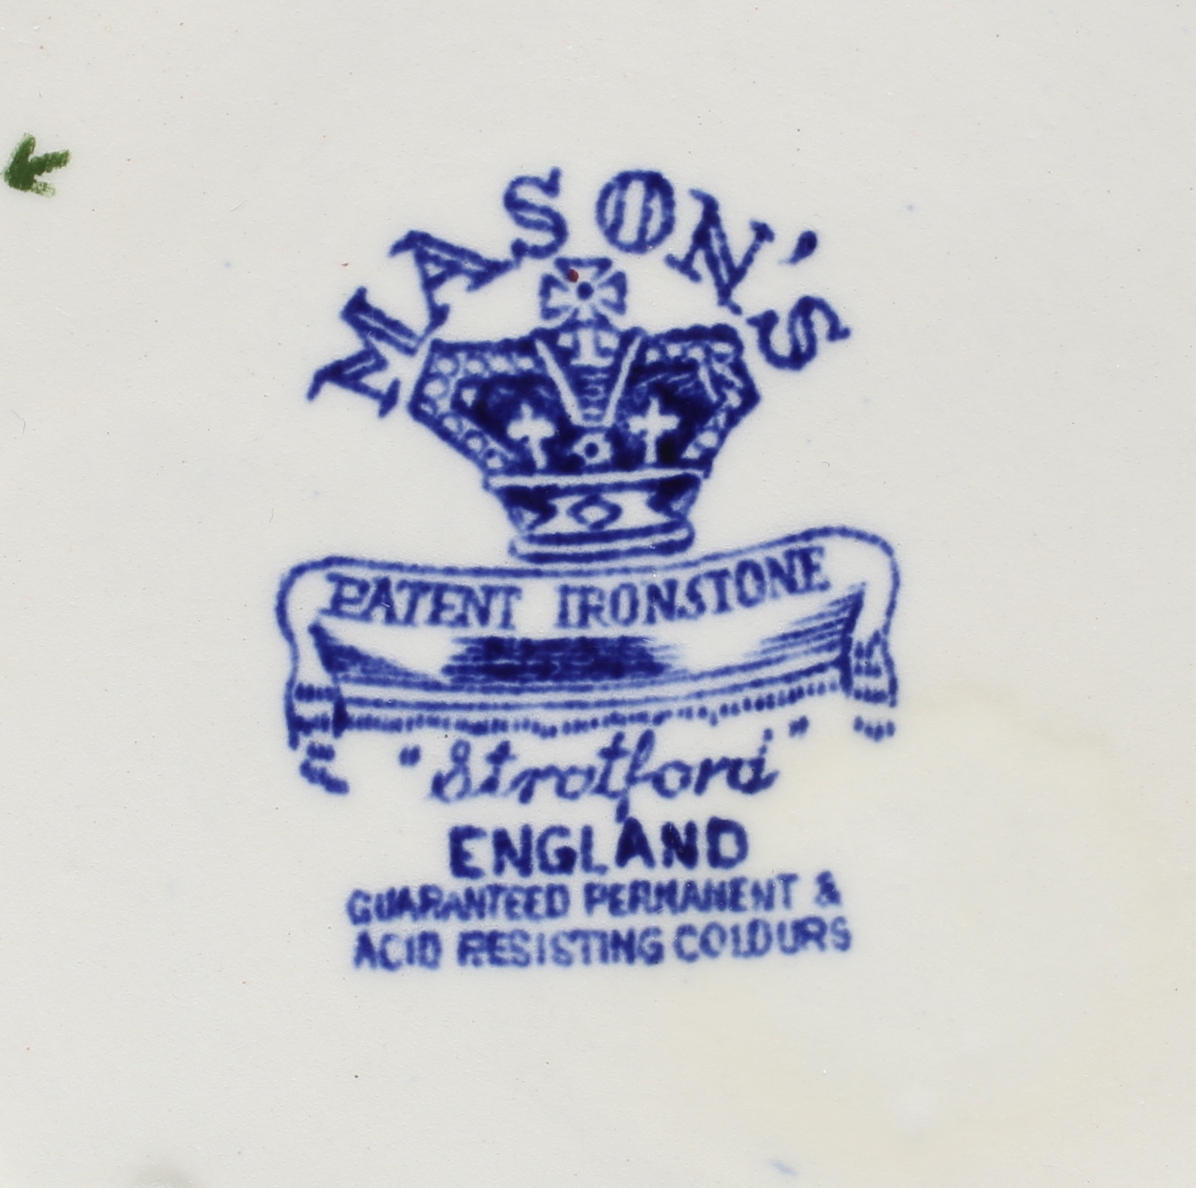 MASON'S
PATENT IRONSTONE
"Stratford"
ENGLAND
GUARANTEED PERMANENT &
ACID RESISTING COLOURS